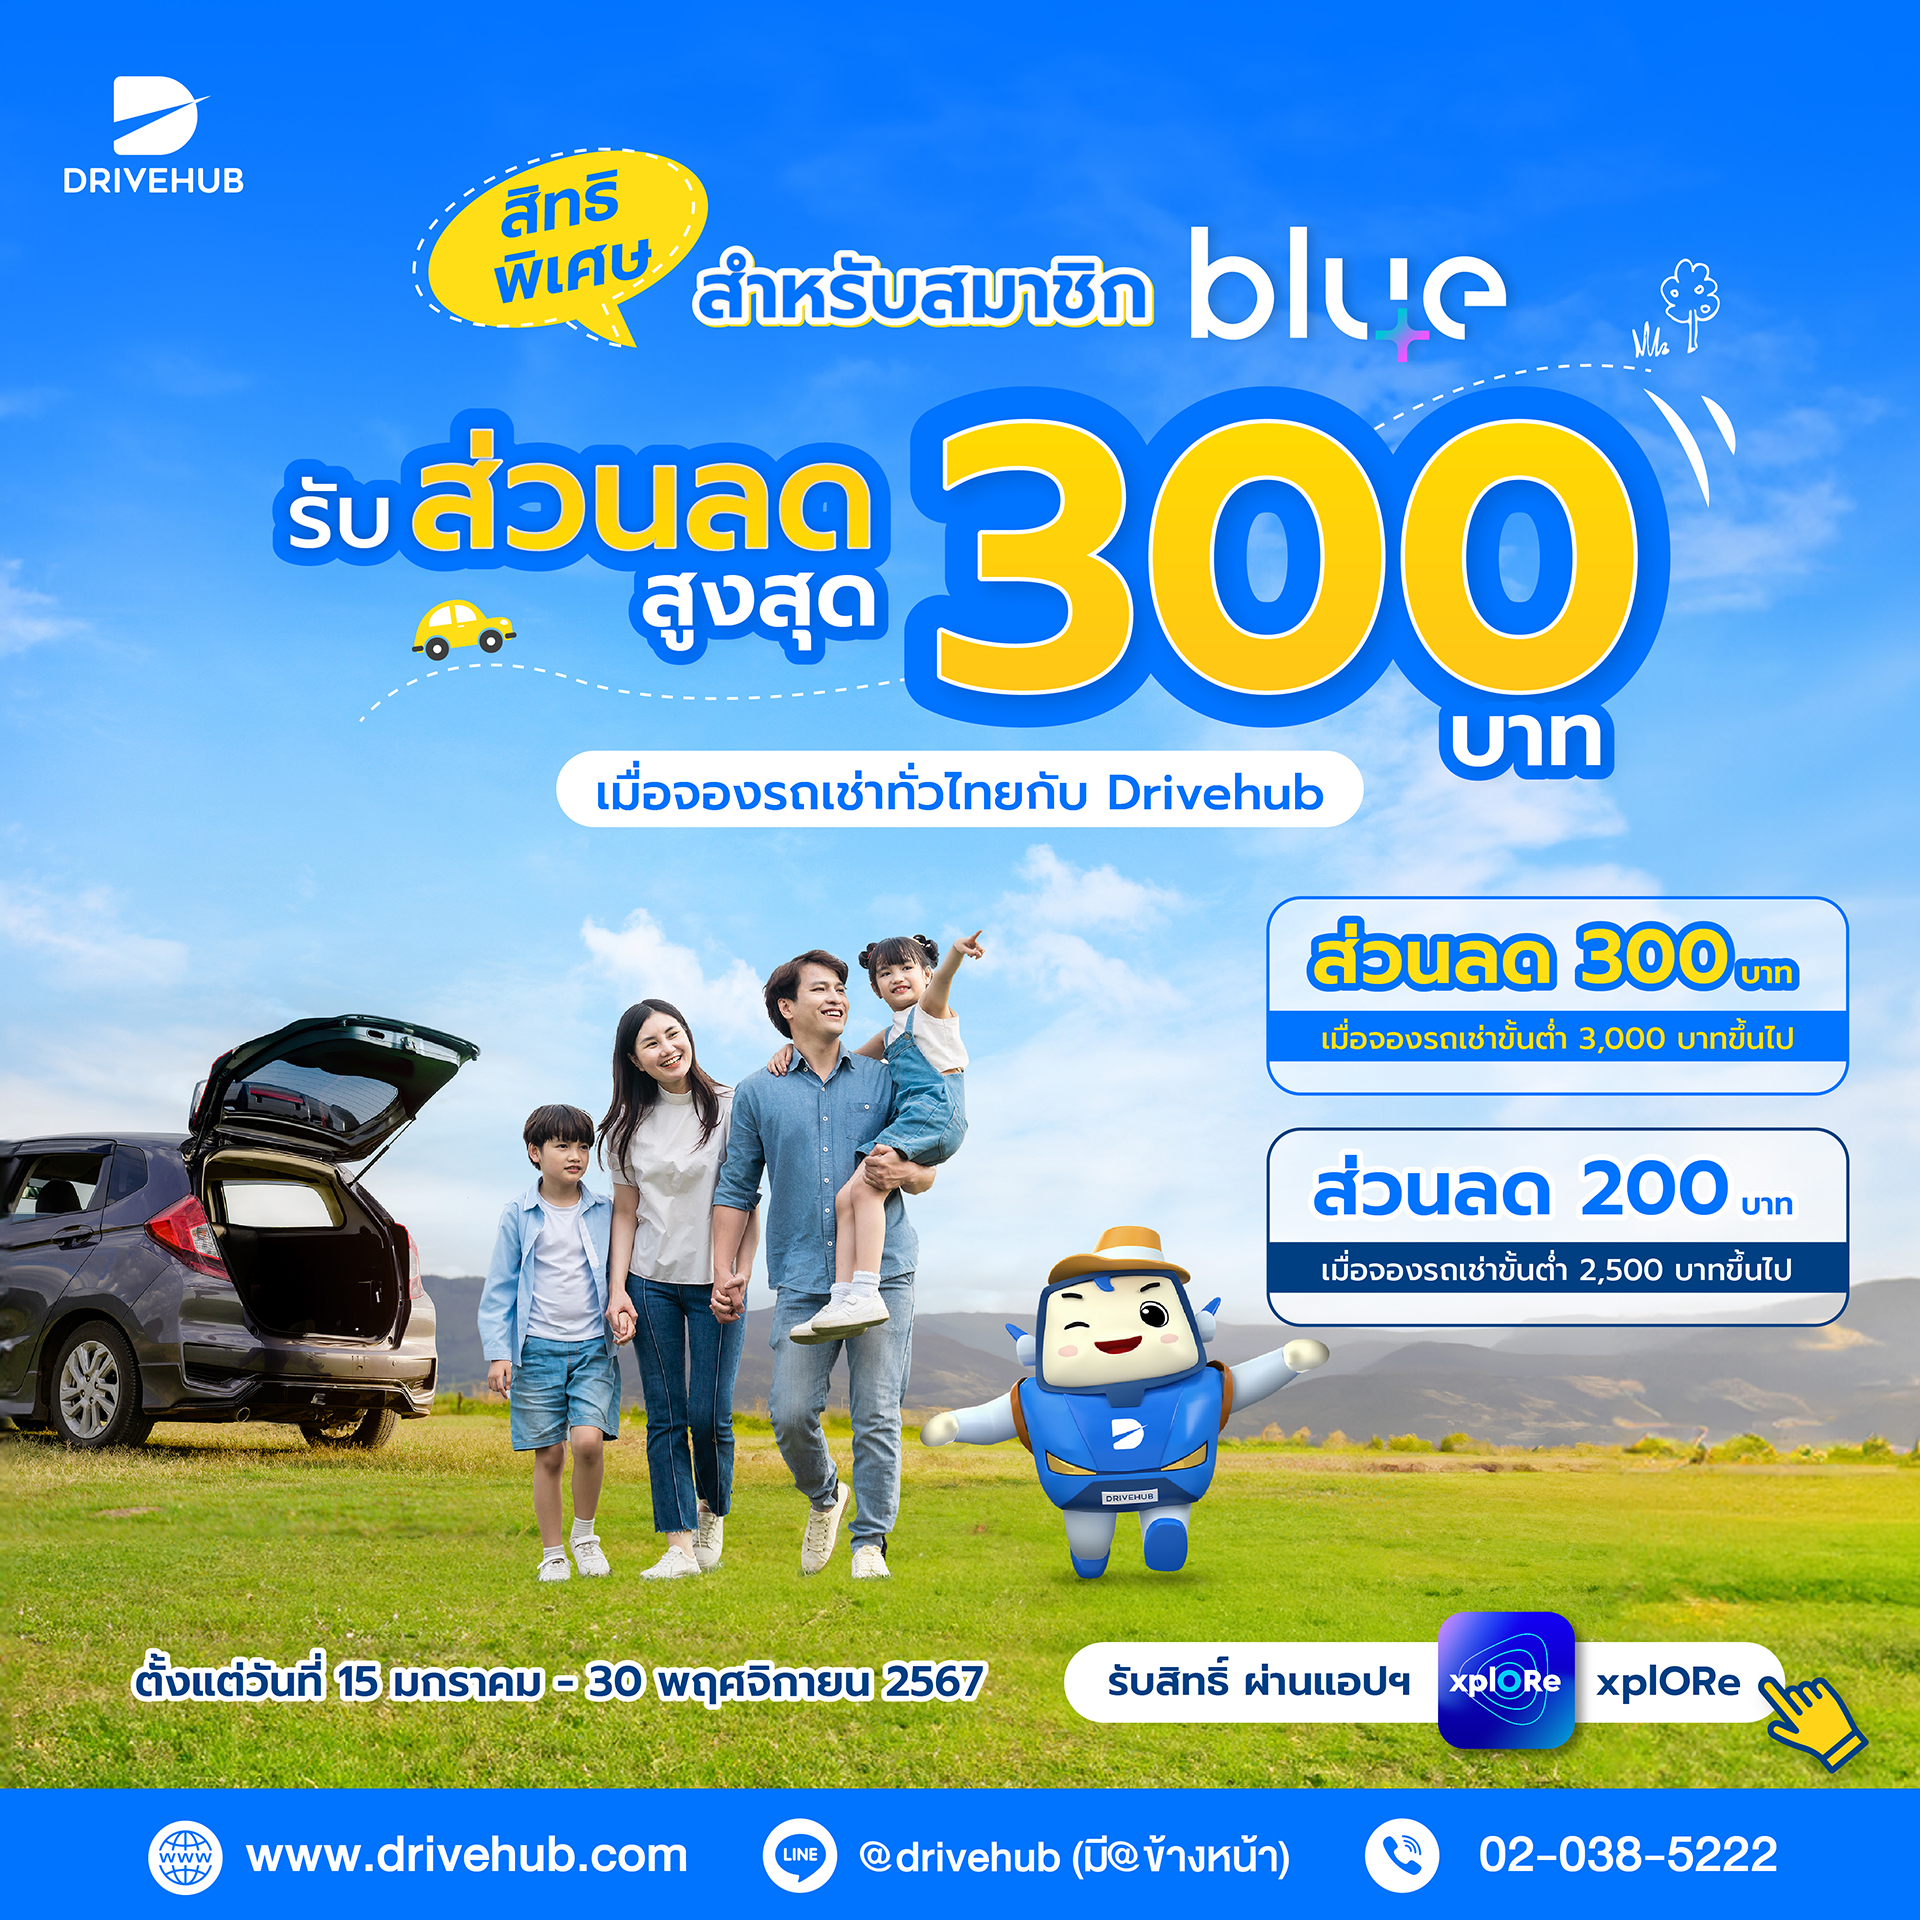 DRIVEHUB
สิทธิ
พิเศษ
สำหรับสมาชิก blue
รับ ส่วนลด
สูงสุด
300
บาท
เมื่อจองรถเช่าทั่วไทยกับ Drivehub
ส่วนลด 300 บาท
เมื่อจองรถเช่าขั้นต่ำ 3,000 บาทขึ้นไป
ส่วนลด 200 บาท
เมื่อจองรถเช่าขั้นต่ำ 2,500 บาทขึ้นไป
DRIVEHUB
ตั้งแต่วันที่ 15 มกราคม - 30 พฤศจิกายน 2567
รับสิทธิ์ ผ่านแอปฯ xplORe xplORe
www www.drivehub.com
LINE @drivehub (มี@ข้างหน้า)
02-038-5222